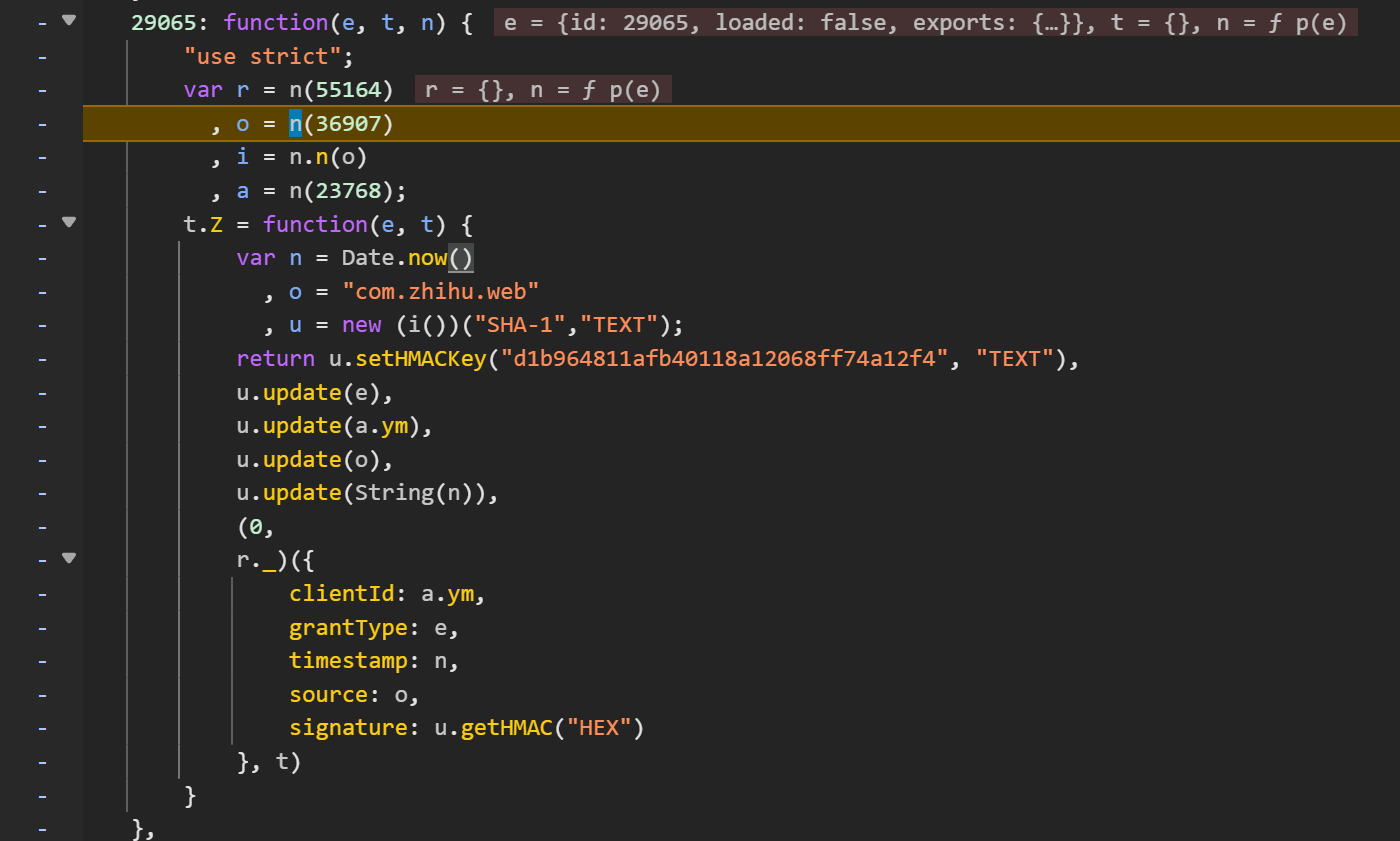 29065: function(e, t, n) { e = {id: 29065, loaded: false, exports: {…}}, t = {}, n = ƒ p(e)
"use strict";
var r = n(55164) r = {}, n = ƒ p(e)
, o = n(36907)
, i = n.n(o)
, a = n(23768);
t.Z = function(e, t) {
var n = Date.now()
, o = "com.zhihu.web"
, u = new (i())("SHA-1","TEXT");
return u.setHMACKey("d1b964811afb40118a12068ff74a12f4", "TEXT"),
u.update(e),
u.update(a.ym),
u.update(o),
u.update(String(n)),
(0,
r._)({
clientId: a.ym,
grantType: e,
timestamp: n,
source: o,
signature: u.getHMAC("HEX")
}, t)
}
},